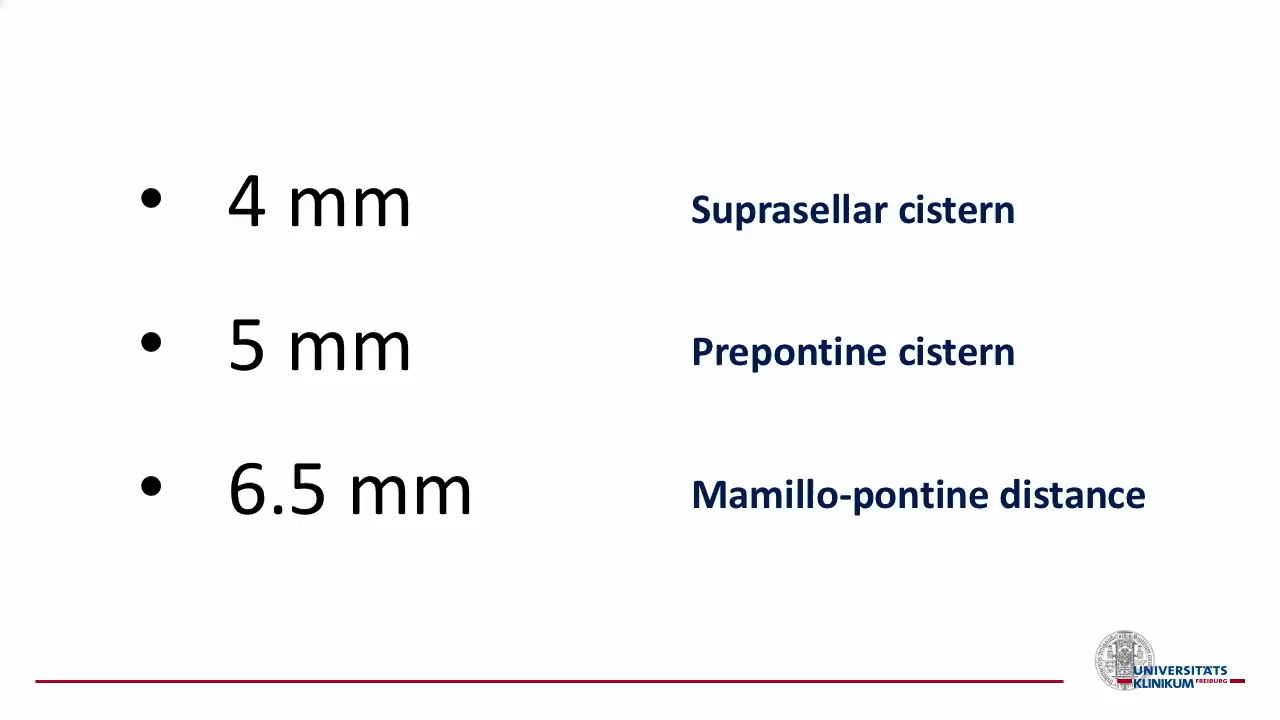 • 4 mm Suprasellar cistern
• 5 mm Prepontine cistern
• 6.5 mm Mamillo-pontine distance
UNIVERSITÄTS
KLINIKUM FREIBURG